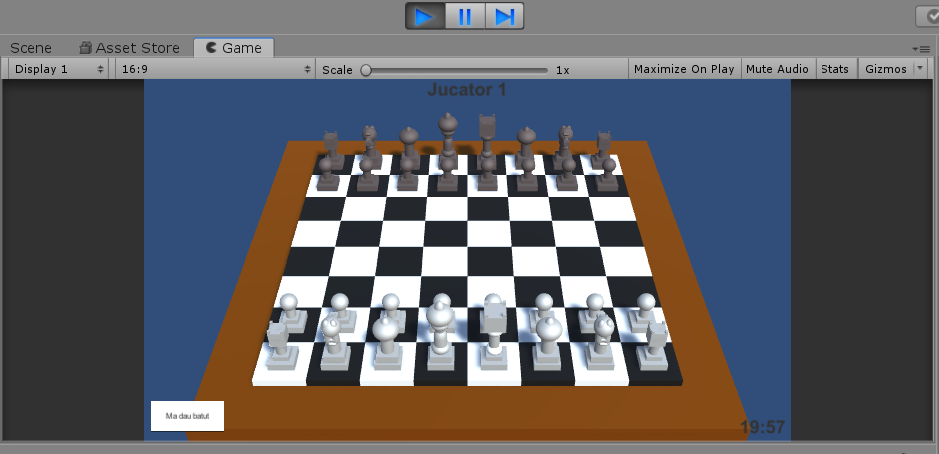 Scene Asset Store Game
Display 1 16:9 Scale 1x Maximize On Play Mute Audio Stats Gizmos
Jucator 1
Ma dau batut
19:57